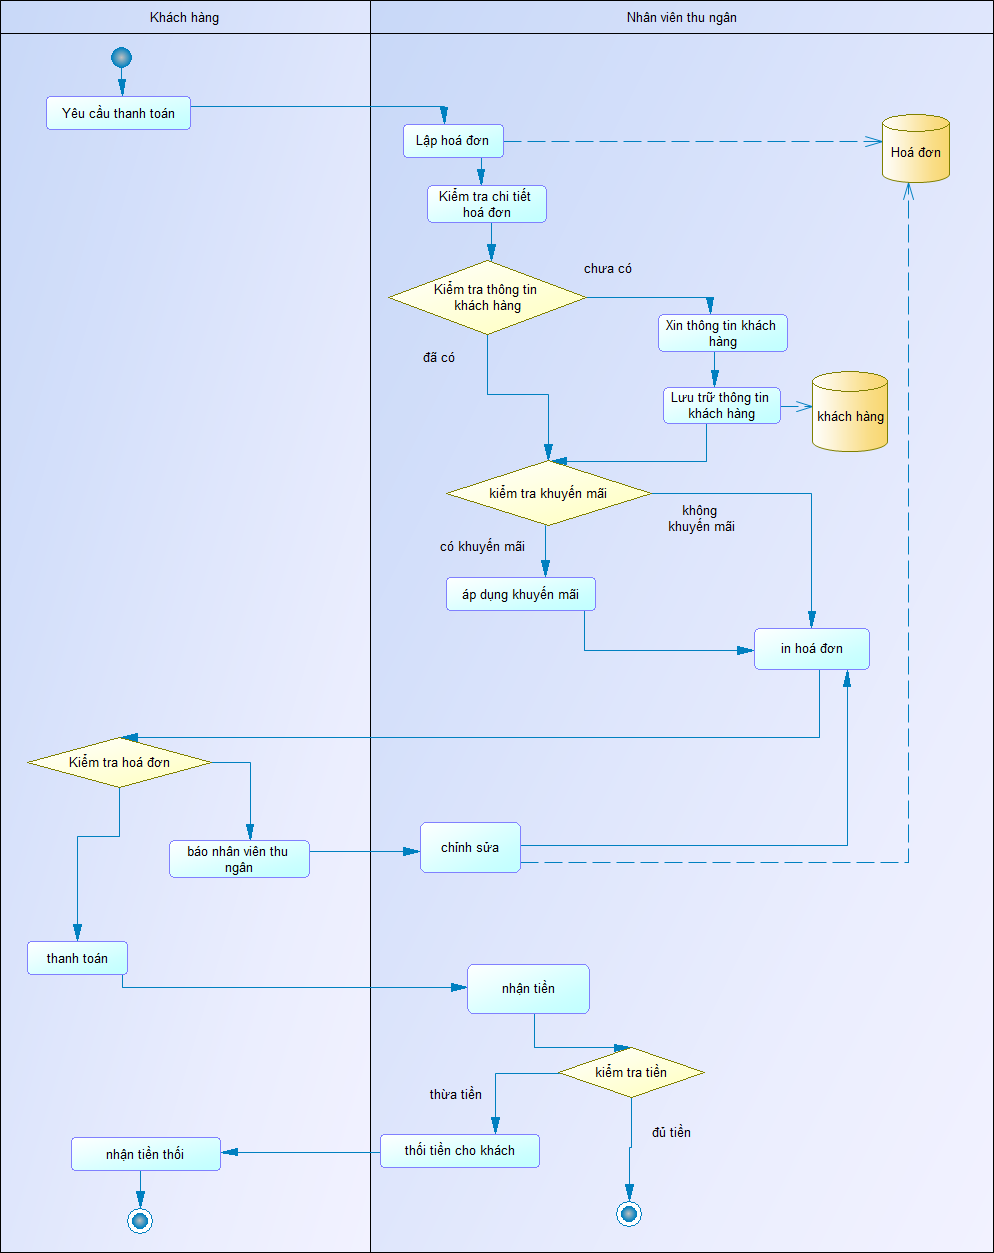 Khách hàng
Nhân viên thu ngân
Yêu cầu thanh toán
Lập hoá đơn
Hoá đơn
Kiểm tra chi tiết
hoá đơn
chưa có
Kiểm tra thông tin
khách hàng
Xin thông tin khách
hàng
đã có
Lưu trữ thông tin
khách hàng
khách hàng
kiểm tra khuyến mãi
không
khuyến mãi
có khuyến mãi
áp dụng khuyến mãi
in hoá đơn
Kiểm tra hoá đơn
báo nhân viên thu
ngân
chỉnh sửa
thanh toán
nhận tiền
kiểm tra tiền
thừa tiền
đủ tiền
thối tiền cho khách
nhận tiền thối